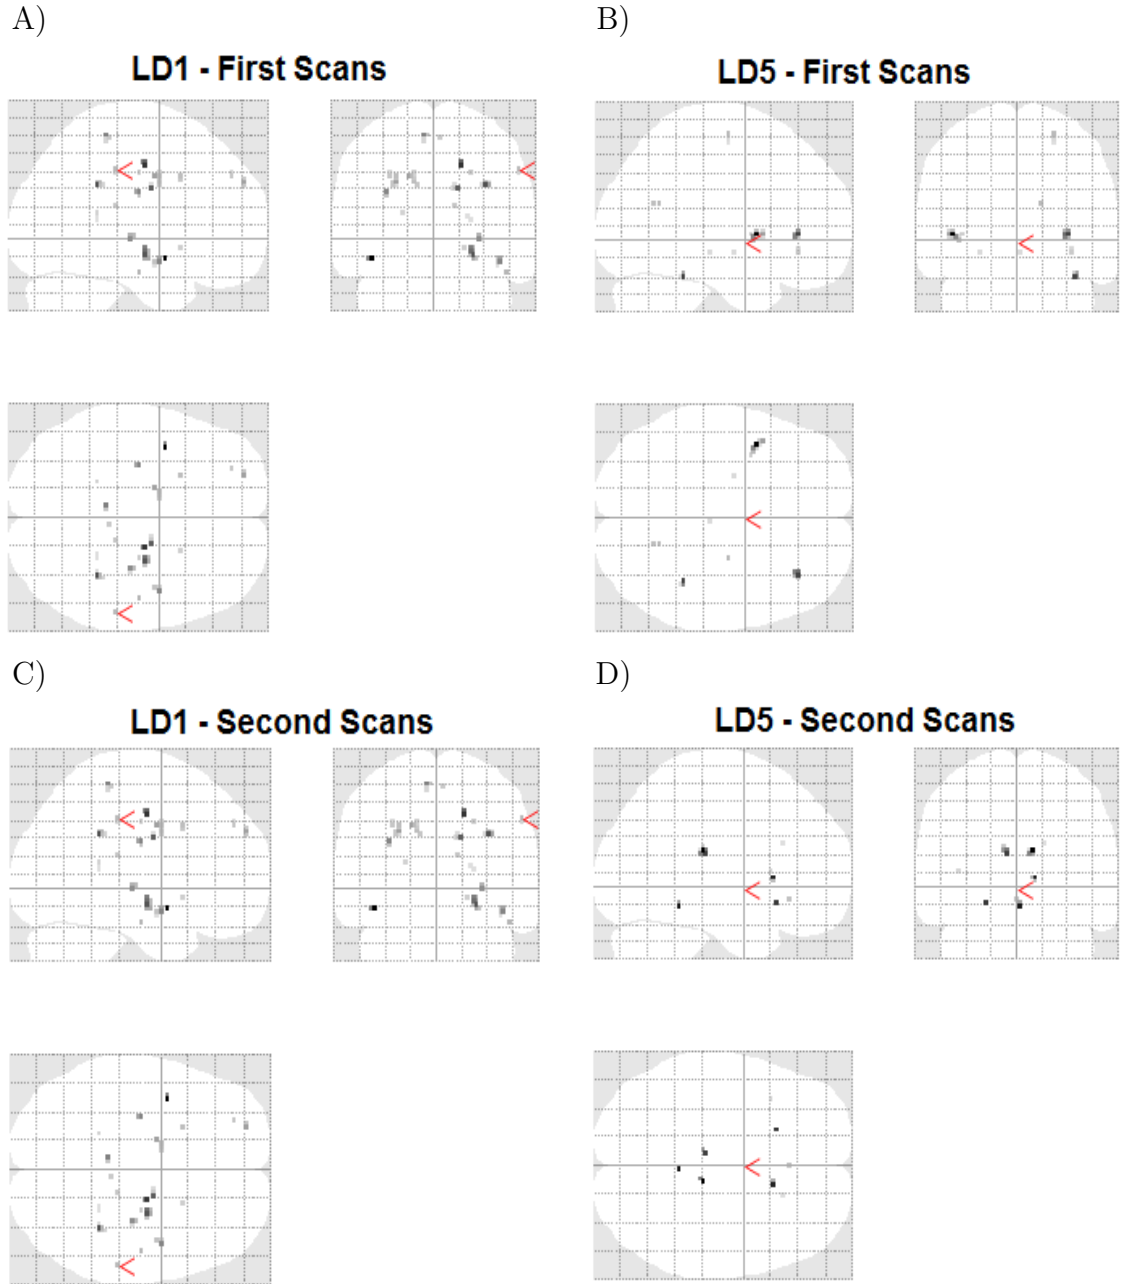 A)
B)
LD1 - First Scans
LD5 - First Scans
C)
D)
LD1 - Second Scans
LD5 - Second Scans